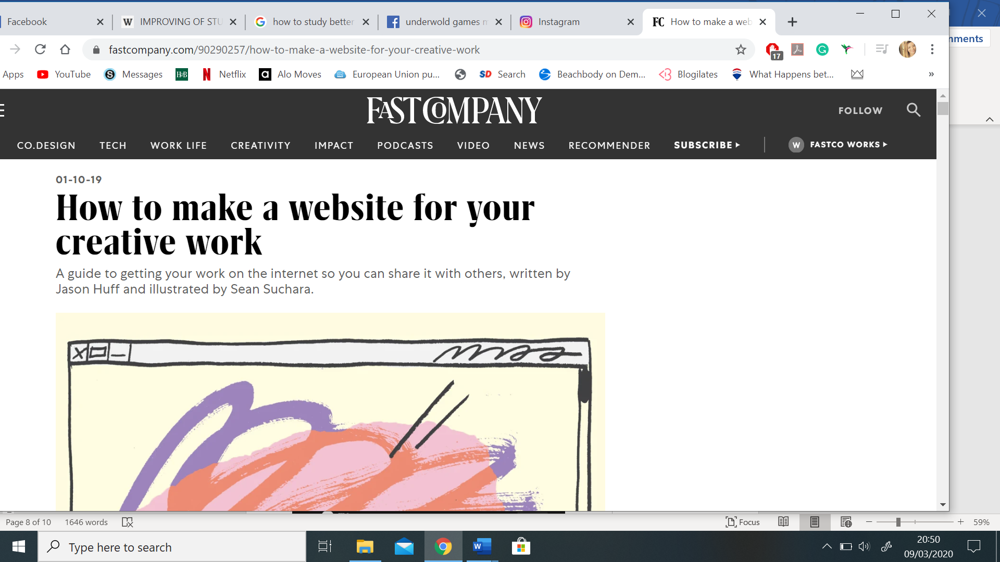 Facebook
IMPROVING OF STU
how to study better
underwold games m
Instagram
FC How to make a web
nments
fastcompany.com/90290257/how-to-make-a-website-for-your-creative-work
17
Apps
YouTube
Messages
H&B
Netflix
Alo Moves
European Union pu...
SD Search
Beachbody on Dem...
Blogilates
What Happens bet...
»
FAST COMPANY
FOLLOW
CO.DESIGN
TECH
WORK LIFE
CREATIVITY
IMPACT
PODCASTS
VIDEO
NEWS
RECOMMENDER
SUBSCRIBE
W FASTCO WORKS
01-10-19
How to make a website for your
creative work
A guide to getting your work on the internet so you can share it with others, written by
Jason Huff and illustrated by Sean Suchara.
Page 8 of 10
1646 words
Focus
59%
Type here to search
20:50
09/03/2020